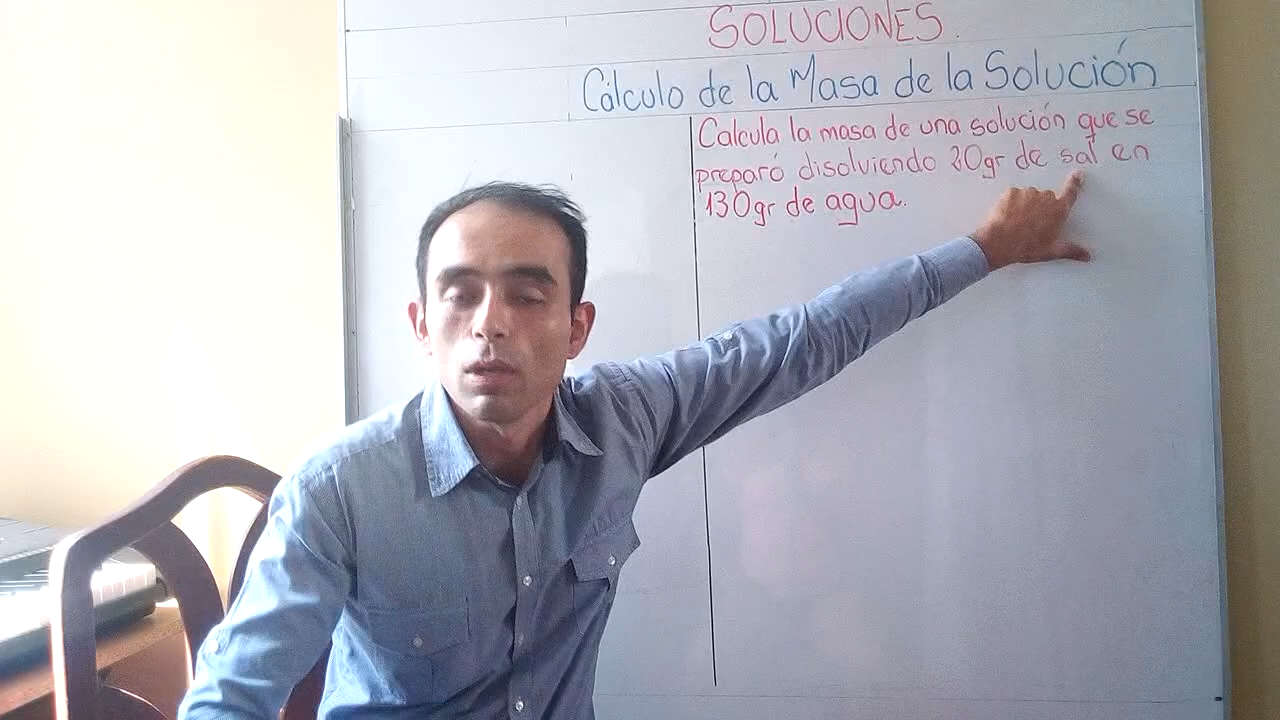 SOLUCIONES.
Cálculo de la Masa de la Solución
Calcula la masa de una solución que se
preparó disolviendo 20gr de sal en
130gr de agua.